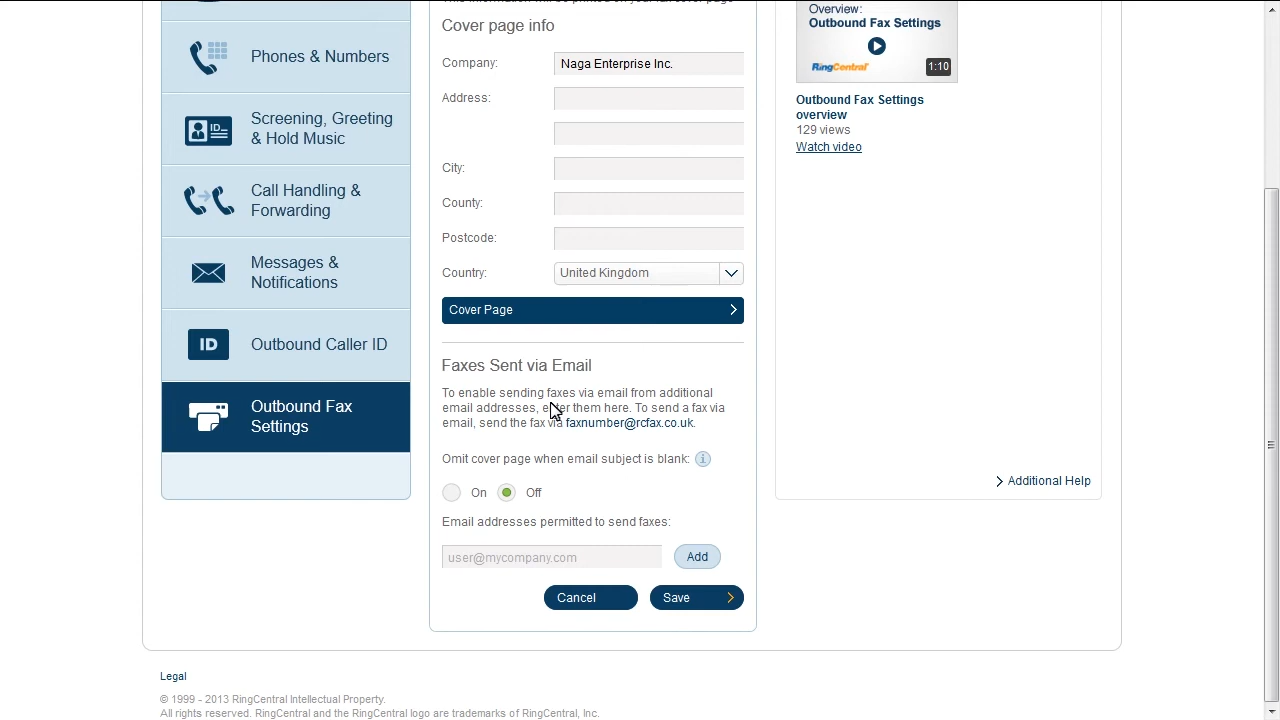 Phones & Numbers
Screening, Greeting
& Hold Music
ID
Call Handling &
Forwarding
Messages &
Notifications
ID
Outbound Caller ID
Outbound Fax
Settings
Cover page info
Company:
Naga Enterprise Inc.
Address:
City:
County:
Postcode:
Country:
United Kingdom
Cover Page
Faxes Sent via Email
To enable sending faxes via email from additional
email addresses, enter them here. To send a fax via
email, send the fax via faxnumber@rcfax.co.uk.
Omit cover page when email subject is blank:
On
Off
Email addresses permitted to send faxes:
user@mycompany.com
Add
Cancel
Save
Overview:
Outbound Fax Settings
RingCentral
1:10
Outbound Fax Settings
overview
129 views
Watch video
Additional Help
Legal
© 1999 - 2013 RingCentral Intellectual Property.
All rights reserved. RingCentral and the RingCentral logo are trademarks of RingCentral, Inc.